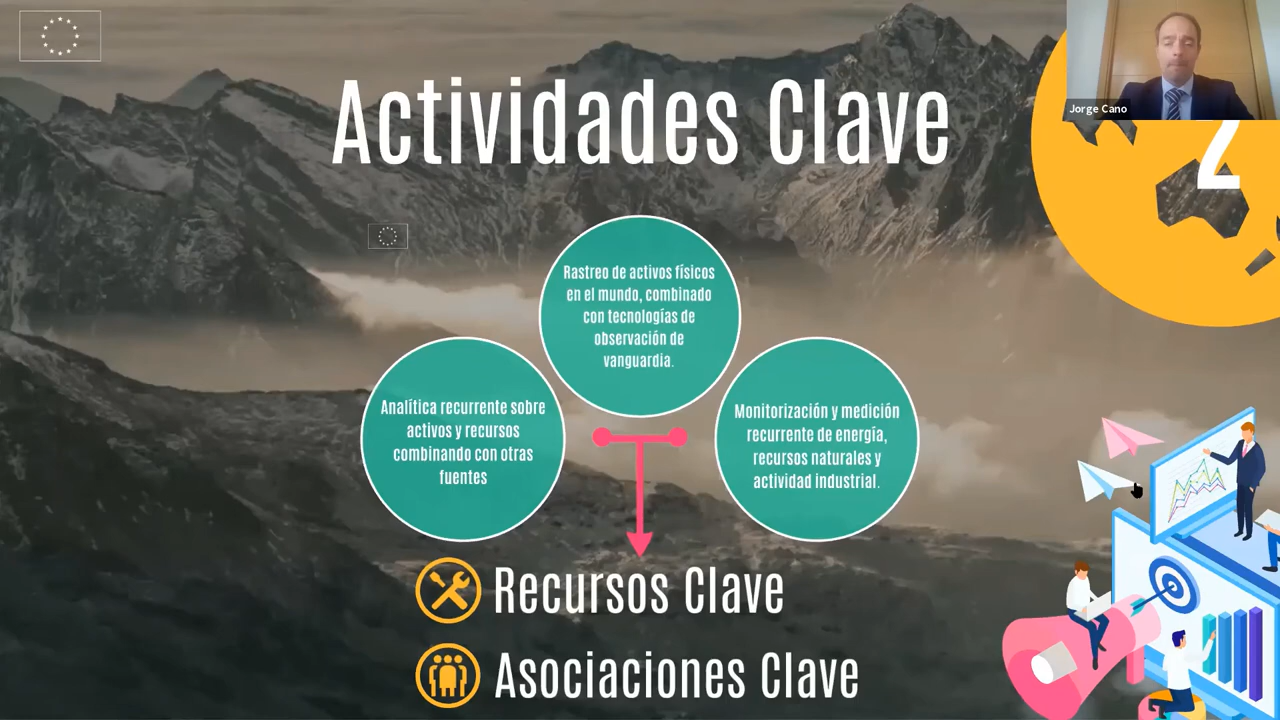 Actividades Clave
Jorge Cano
2
Rastreo de activos físicos
en el mundo, combinado
con tecnologías de
observación de
vanguardia.
Analítica recurrente sobre
activos y recursos
combinando con otras
fuentes
Monitorización y medición
recurrente de energía,
recursos naturales y
actividad industrial.
Recursos Clave
Asociaciones Clave